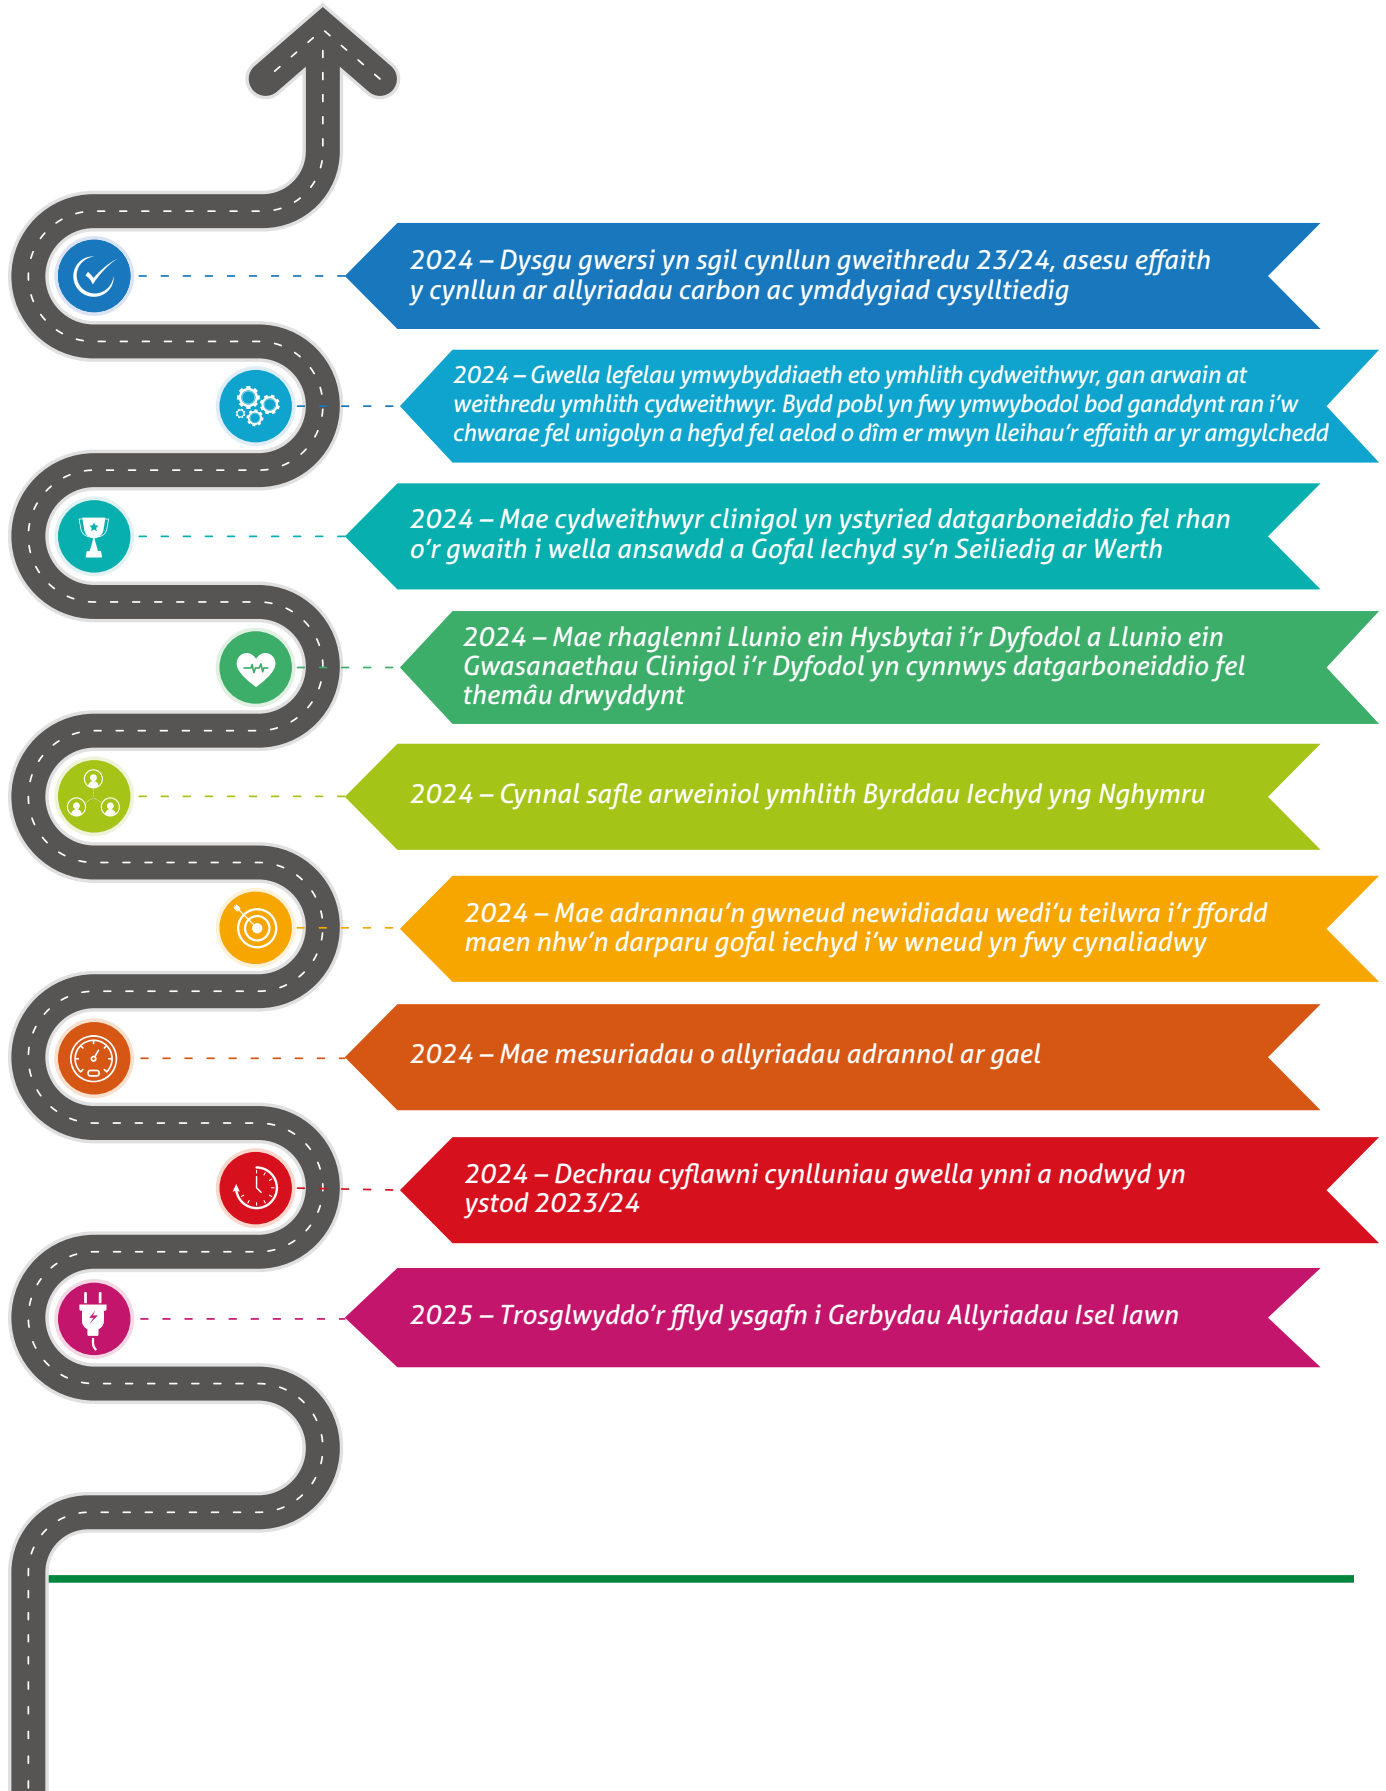 2024 – Dysgu gwersi yn sgil cynllun gweithredu 23/24, asesu effaith
y cynllun ar allyriadau carbon ac ymddygiad cysylltiedig
2024 – Gwella lefelau ymwybyddiaeth eto ymhlith cydweithwyr, gan arwain at
weithredu ymhlith cydweithwyr. Bydd pobl yn fwy ymwybodol bod ganddynt ran i'w
chwarae fel unigolyn a hefyd fel aelod o dîm er mwyn lleihau'r effaith ar yr amgylchedd
2024 – Mae cydweithwyr clinigol yn ystyried datgarboneiddio fel rhan
o'r gwaith i wella ansawdd a Gofal Iechyd sy'n Seiliedig ar Werth
2024 – Mae rhaglenni Llunio ein Hysbytai i'r Dyfodol a Llunio ein
Gwasanaethau Clinigol i'r Dyfodol yn cynnwys datgarboneiddio fel
themâu drwyddynt
2024 – Cynnal safle arweiniol ymhlith Byrddau Iechyd yng Nghymru
2024 – Mae adrannau'n gwneud newidiadau wedi'u teilwra i'r ffordd
maen nhw'n darparu gofal iechyd i'w wneud yn fwy cynaliadwy
2024 – Mae mesuriadau o allyriadau adrannol ar gael
2024 – Dechrau cyflawni cynlluniau gwella ynni a nodwyd yn
ystod 2023/24
2025 – Trosglwyddo'r fflyd ysgafn i Gerbydau Allyriadau Isel Iawn